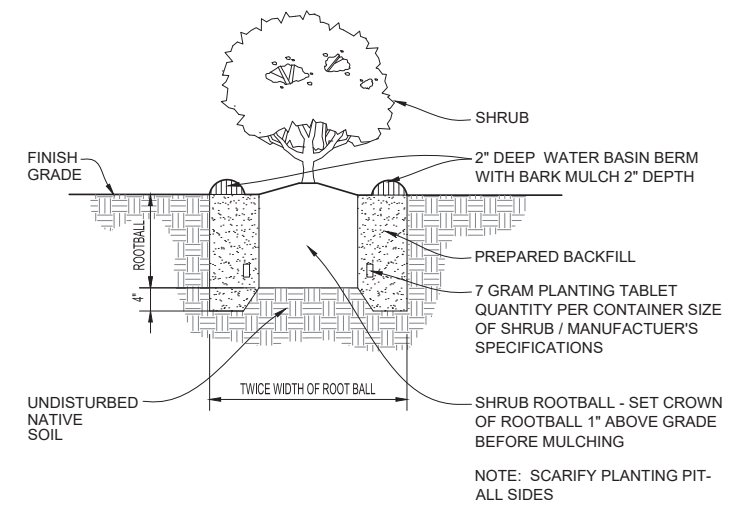 SHRUB
FINISH
GRADE
2" DEEP WATER BASIN BERM
WITH BARK MULCH 2" DEPTH
ROOTBALL
PREPARED BACKFILL
4"
7 GRAM PLANTING TABLET
QUANTITY PER CONTAINER SIZE
OF SHRUB / MANUFACTUER'S
SPECIFICATIONS
TWICE WIDTH OF ROOT BALL
UNDISTURBED
NATIVE
SOIL
SHRUB ROOTBALL - SET CROWN
OF ROOTBALL 1" ABOVE GRADE
BEFORE MULCHING
NOTE: SCARIFY PLANTING PIT-
ALL SIDES